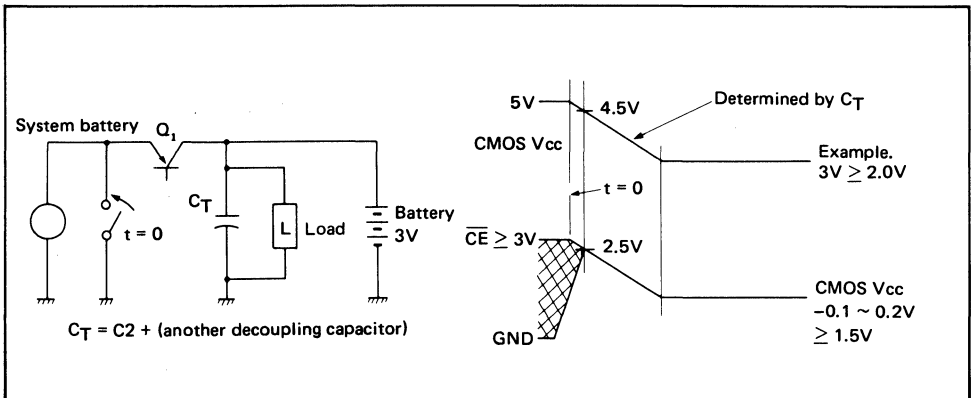 System battery
Q1
t = 0
CT
L
Load
Battery
3V
CT = C2 + (another decoupling capacitor)
5V
4.5V
Determined by CT
CMOS Vcc
Example.
3V ≥ 2.0V
t = 0
CE ≥ 3V
2.5V
CMOS Vcc
–0.1 ~ 0.2V
≥ 1.5V
GND